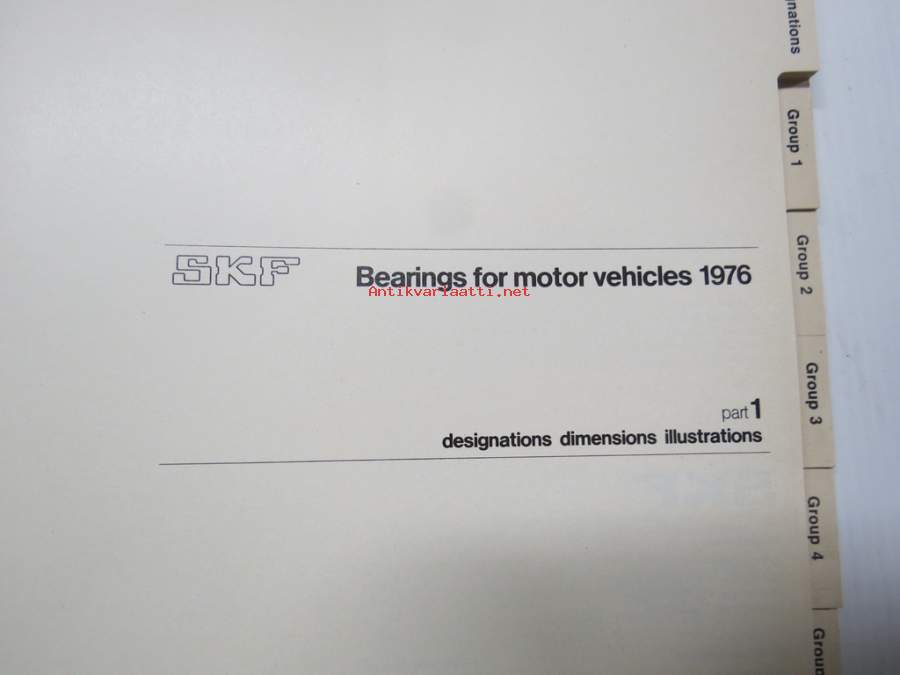 SKF
Bearings for motor vehicles 1976
Antikvariaatti.net
part 1
designations dimensions illustrations
Group 1
Group 2
Group 3
Group 4